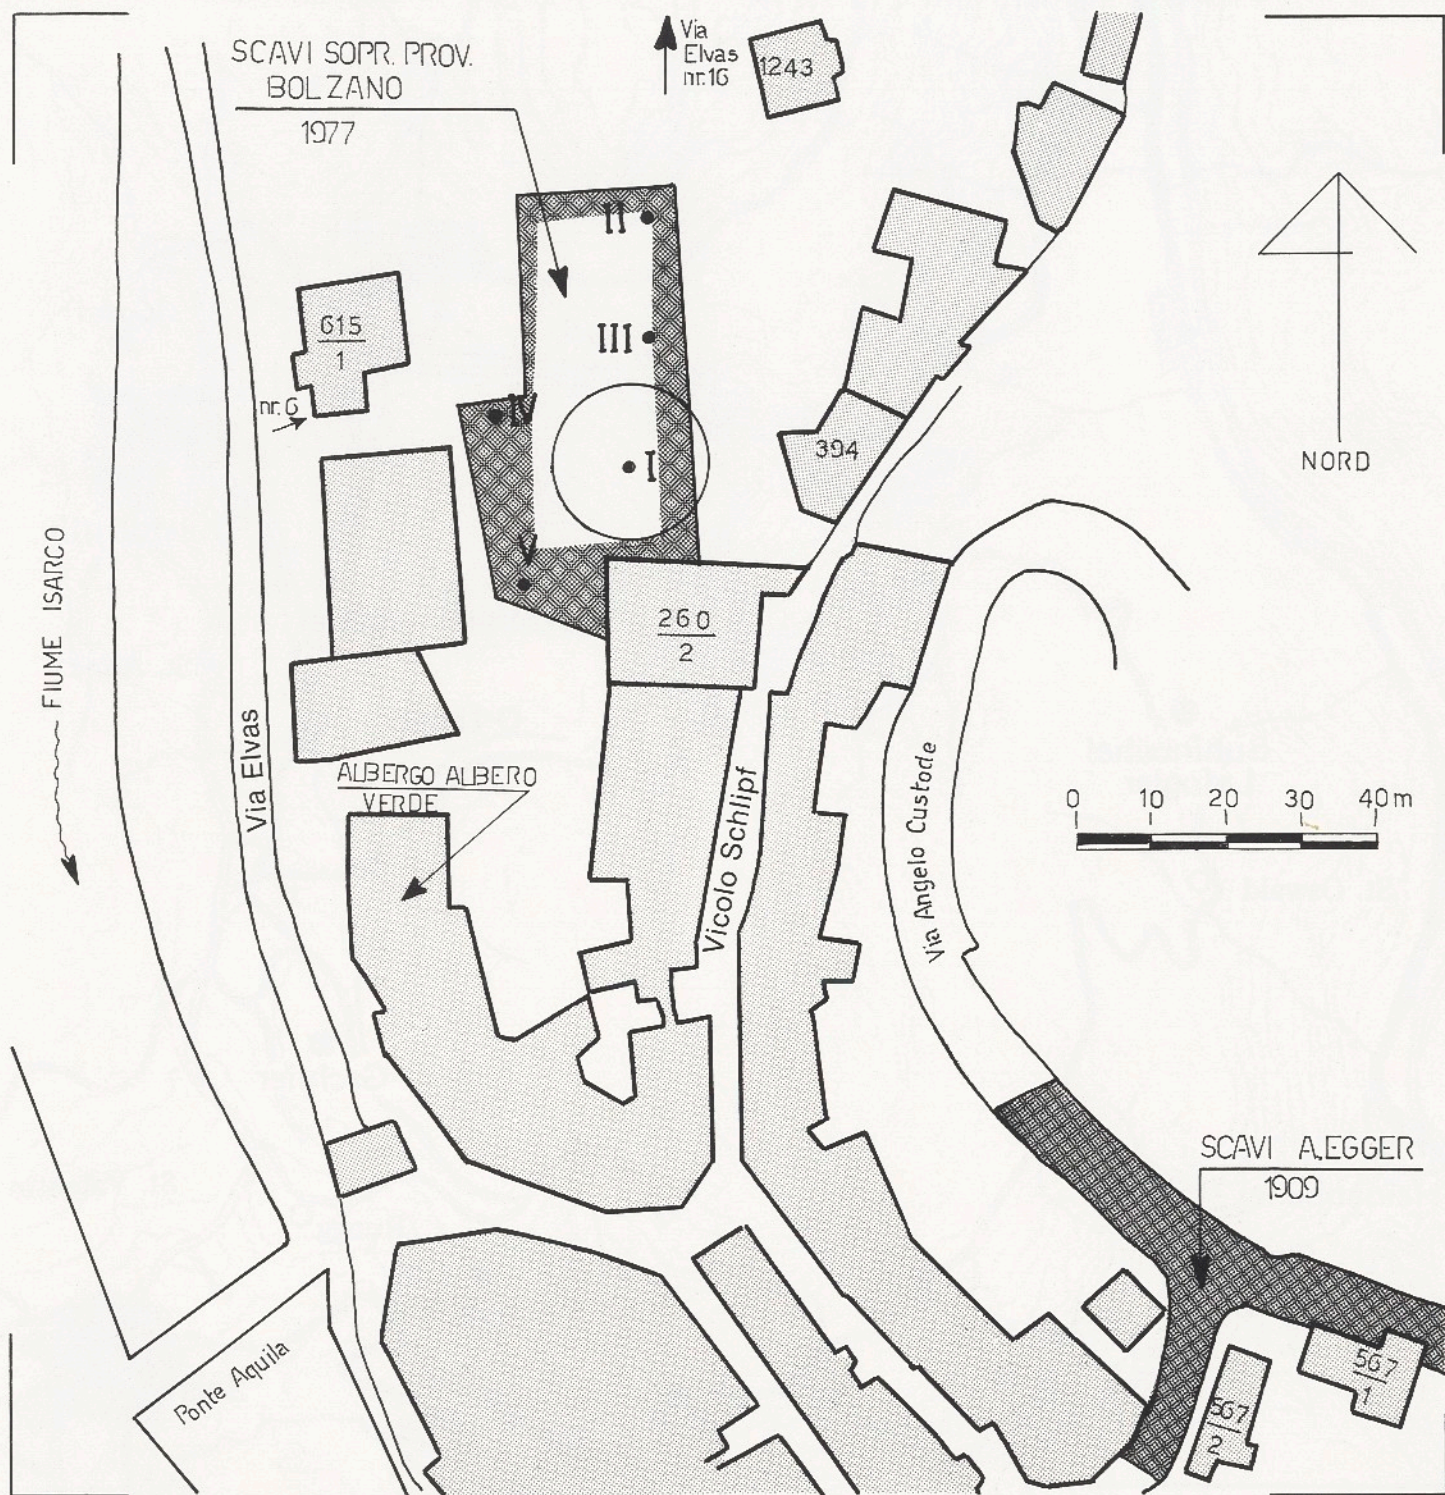 SCAVI SOPR. PROV.
BOLZANO
1977
Via
Elvas
nr.16
1243
II
III
IV
I
V
615
1
nr. 6
394
NORD
FIUME ISARCO
260
2
Via Elvas
ALBERGO ALBERO
VERDE
Vicolo Schlipf
Via Angelo Custode
0 10 20 30 40m
SCAVI A.EGGER
1909
Ponte Aquila
567
1
567
2